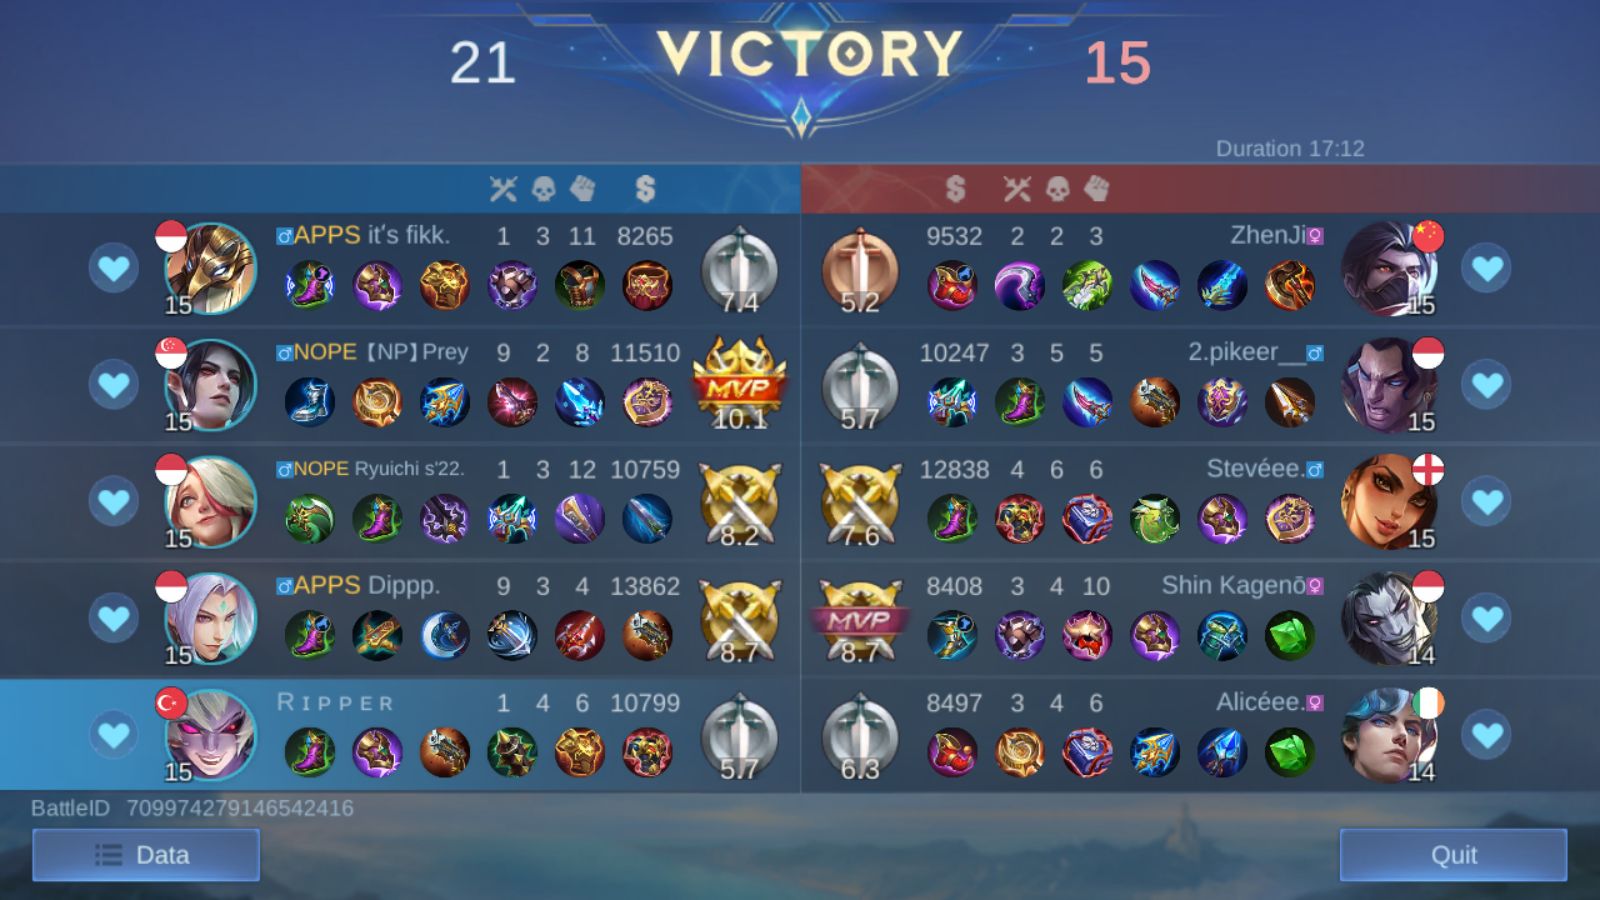 21 VICTORY 15
Duration 17:12
APPS it's fikk. 1 3 11 8265
15 7.4
9532 2 2 3 ZhenJi
5.2 15
NOPE 【NP】Prey 9 2 8 11510
15 MVP 10.1
10247 3 5 5 2.pikeer__
5.7 15
NOPE Ryuichi s'22. 1 3 12 10759
15 8.2
12838 4 6 6 Stevéee.
7.6 15
APPS Dippp. 9 3 4 13862
15 8.7
8408 3 4 10 Shin Kagenō
MVP 8.7 14
Rɪᴘᴘᴇʀ 1 4 6 10799
15 5.7
8497 3 4 6 Alicéee.
6.3 14
BattleID 709974279146542416
Data
Quit